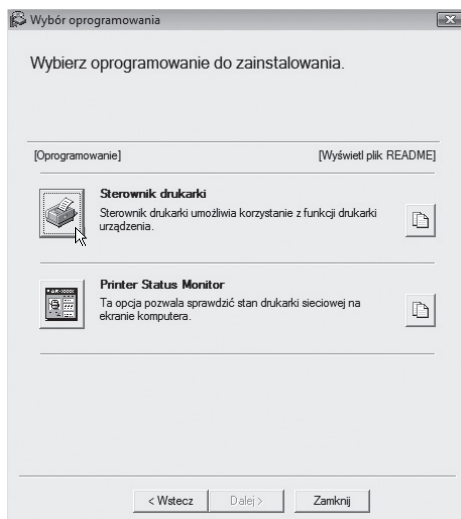 Wybór oprogramowania
Wybierz oprogramowanie do zainstalowania.
[Oprogramowanie] [Wyświetl plik README]
Sterownik drukarki
Sterownik drukarki umożliwia korzystanie z funkcji drukarki
urządzenia.
Printer Status Monitor
Ta opcja pozwala sprawdzić stan drukarki sieciowej na
ekranie komputera.
< Wstecz Dalej > Zamknij